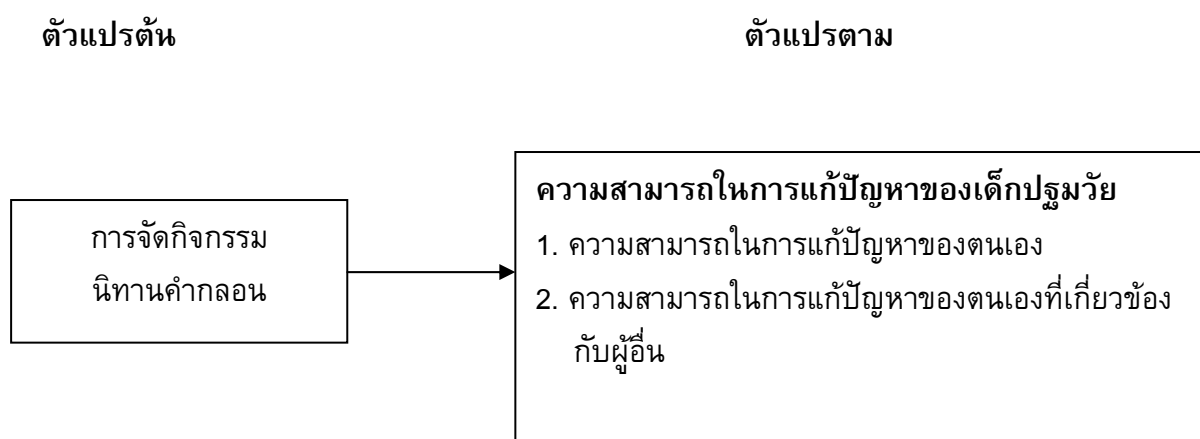 ตัวแปรต้น
ตัวแปรตาม
การจัดกิจกรรม
นิทานคำกลอน
ความสามารถในการแก้ปัญหาของเด็กปฐมวัย
1. ความสามารถในการแก้ปัญหาของตนเอง
2. ความสามารถในการแก้ปัญหาของตนเองที่เกี่ยวข้อง
กับผู้อื่น